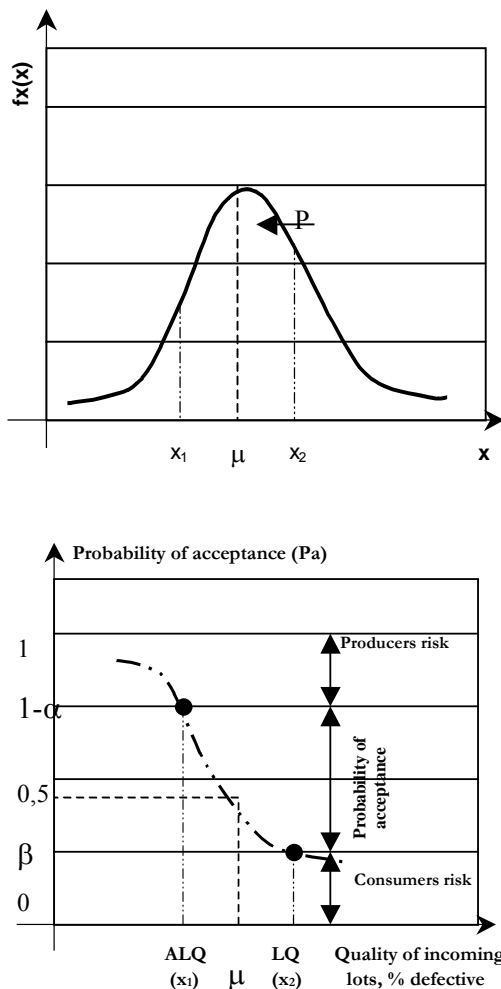 fx(x)
P
x₁
μ
x₂
x
Probability of acceptance (Pa)
1
Producers risk
1-α
Probability of
acceptance
0,5
β
Consumers risk
0
ALQ
(x₁)
μ
LQ
(x₂)
Quality of incoming
lots, % defective